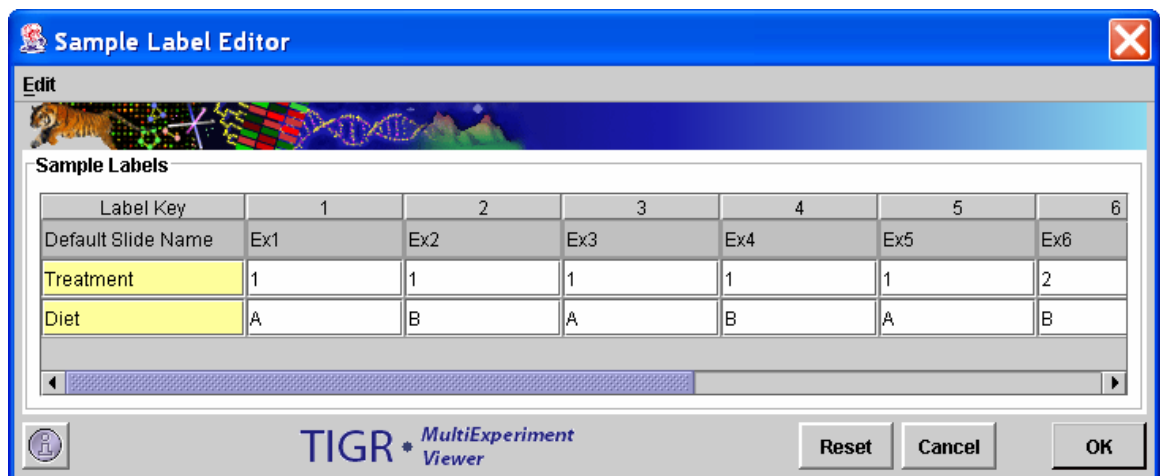 Sample Label Editor
Edit
Sample Labels
Label Key 1 2 3 4 5 6
Default Slide Name Ex1 Ex2 Ex3 Ex4 Ex5 Ex6
Treatment 1 1 1 1 1 2
Diet A B A B A B
TIGR • MultiExperiment
Viewer
Reset Cancel OK